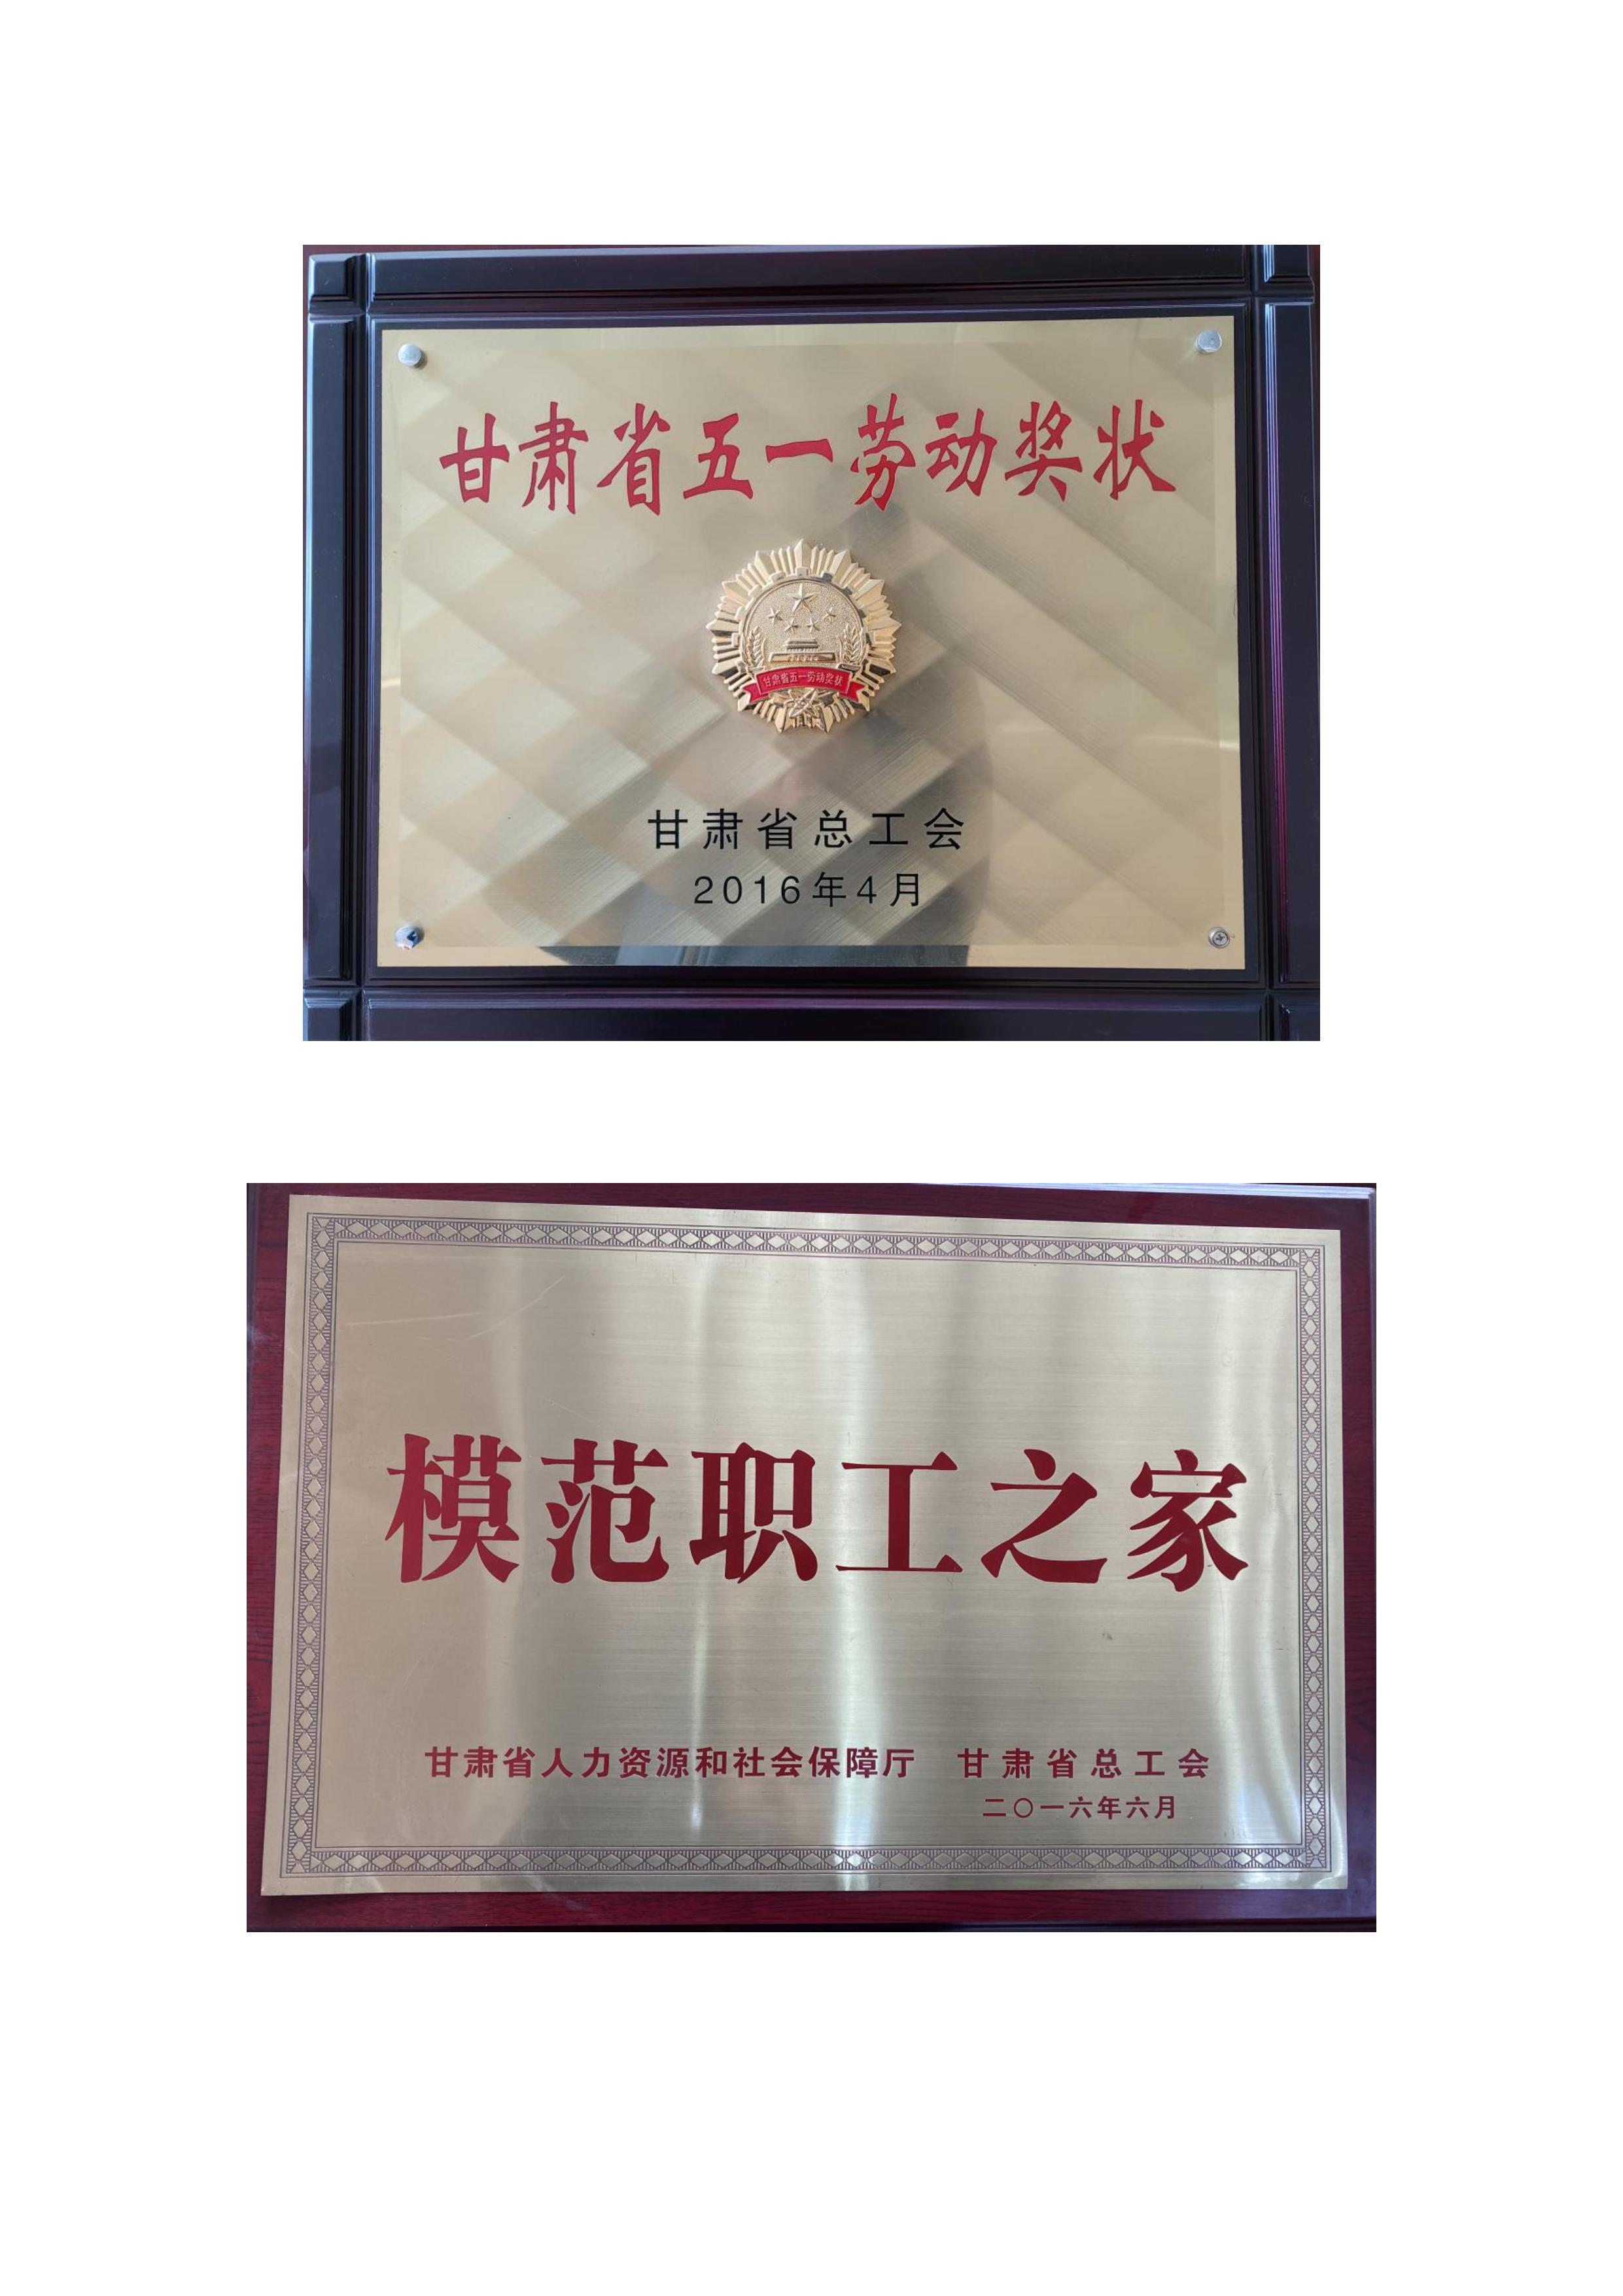 甘肃省五一劳动奖状
甘肃省五一劳动奖状
甘肃省总工会
2016年4月
模范职工之家
甘肃省人力资源和社会保障厅 甘肃省总工会
二〇一六年六月